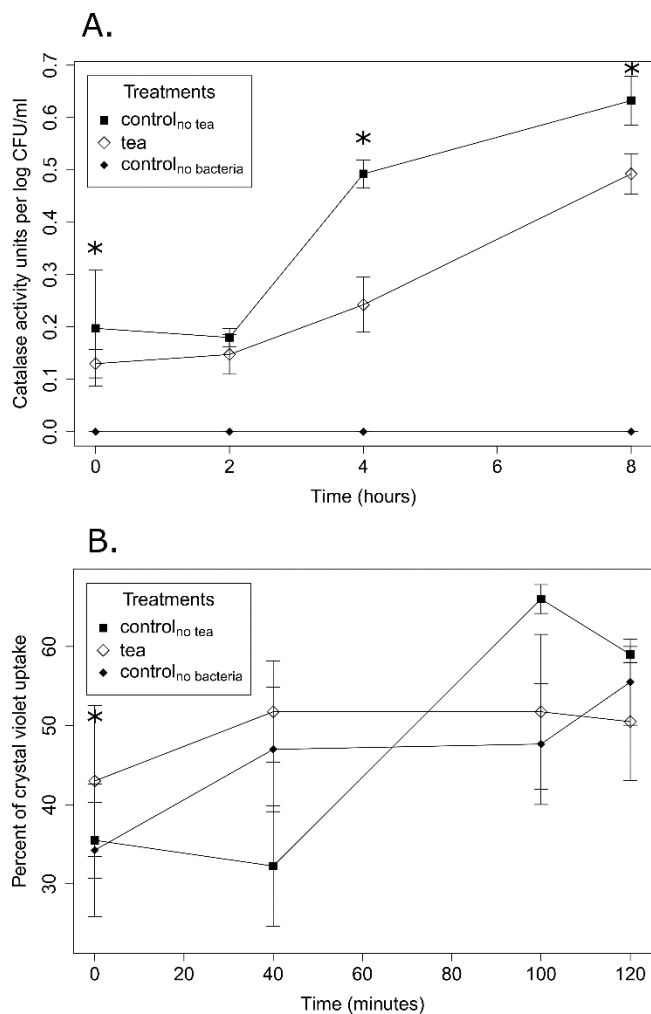 A.
Catalase activity units per log CFU/ml
0.7
0.6
0.5
0.4
0.3
0.2
0.1
0.0
Treatments
control no tea
tea
control no bacteria
*
*
*
0 2 4 6 8
Time (hours)
B.
Percent of crystal violet uptake
60
50
40
30
Treatments
control no tea
tea
control no bacteria
*
0 20 40 60 80 100 120
Time (minutes)